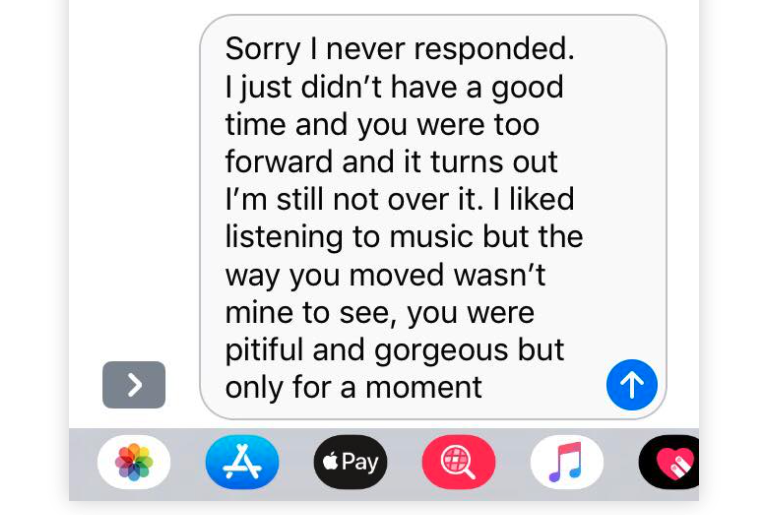 Sorry I never responded.
I just didn’t have a good
time and you were too
forward and it turns out
I’m still not over it. I liked
listening to music but the
way you moved wasn’t
mine to see, you were
pitiful and gorgeous but
only for a moment
Pay